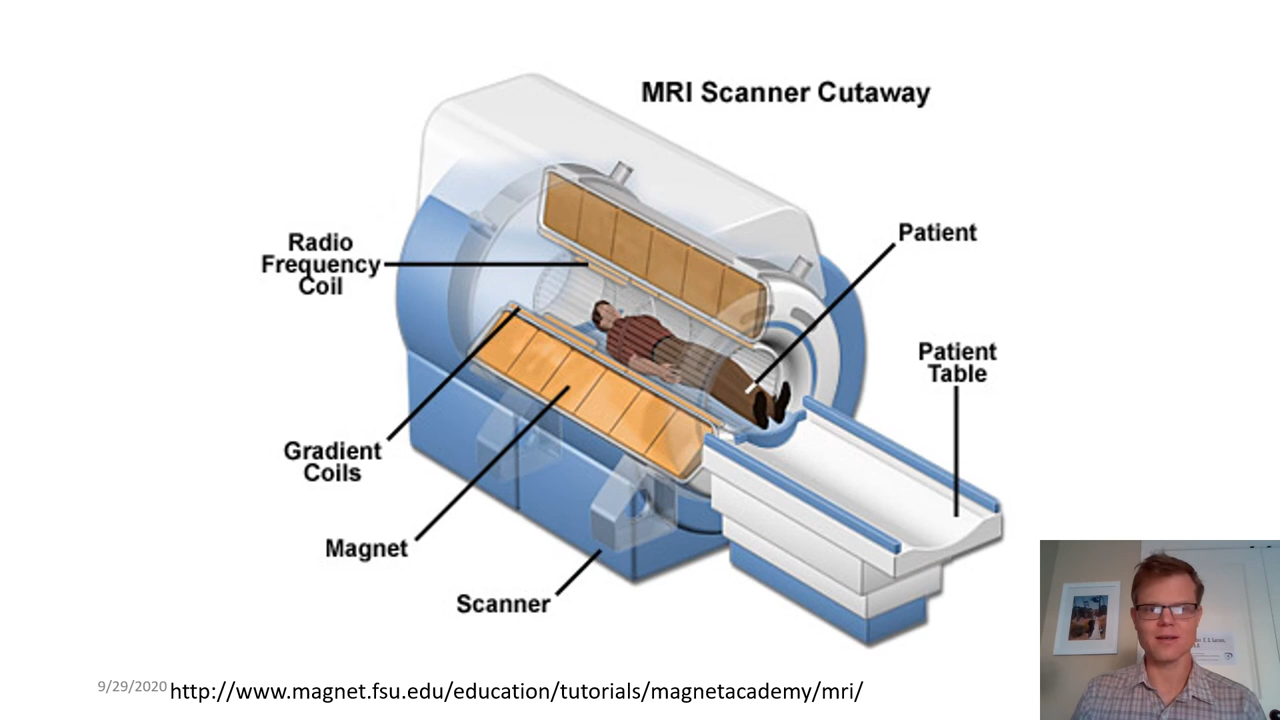 MRI Scanner Cutaway
Radio
Frequency
Coil
Patient
Patient
Table
Gradient
Coils
Magnet
Scanner
9/29/2020
http://www.magnet.fsu.edu/education/tutorials/magnetacademy/mri/